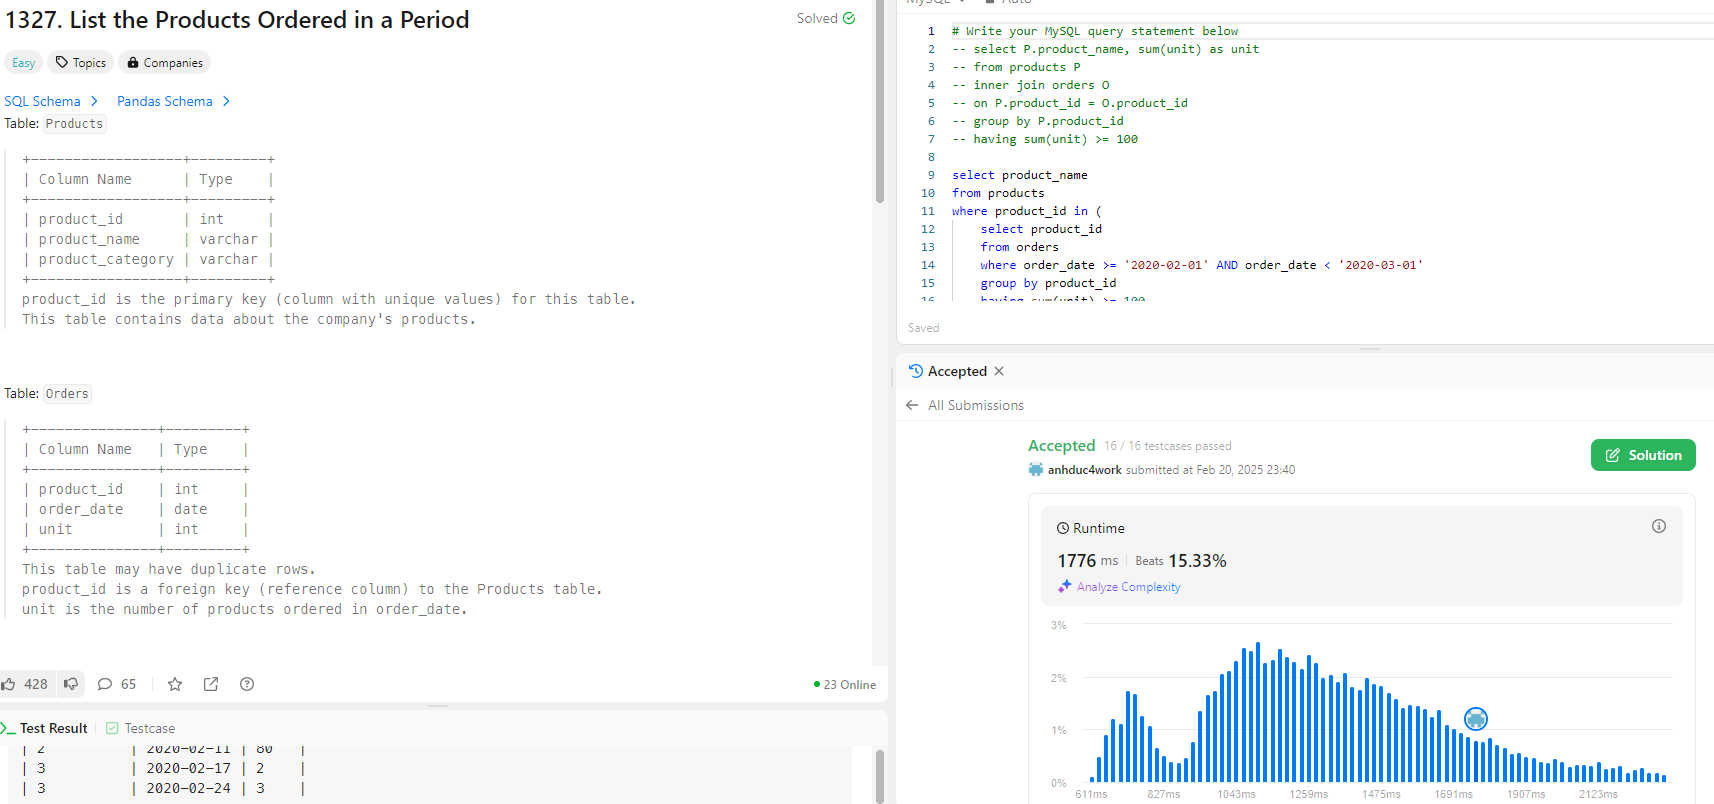 1327. List the Products Ordered in a Period
Solved
Easy
Topics
Companies
SQL Schema
Pandas Schema
Table: Products
+------------------+---------+
| Column Name      | Type    |
+------------------+---------+
| product_id       | int     |
| product_name     | varchar |
| product_category | varchar |
+------------------+---------+
product_id is the primary key (column with unique values) for this table.
This table contains data about the company's products.
Table: Orders
+---------------+---------+
| Column Name   | Type    |
+---------------+---------+
| product_id    | int     |
| order_date    | date    |
| unit          | int     |
+---------------+---------+
This table may have duplicate rows.
product_id is a foreign key (reference column) to the Products table.
unit is the number of products ordered in order_date.
428
65
23 Online
Test Result
Testcase
| 2          | 2020-02-11 | 80   |
| 3          | 2020-02-17 | 2    |
| 3          | 2020-02-24 | 3    |
MySQL
Auto
1 # Write your MySQL query statement below
2 -- select P.product_name, sum(unit) as unit
3 -- from products P
4 -- inner join orders O
5 -- on P.product_id = O.product_id
6 -- group by P.product_id
7 -- having sum(unit) >= 100
8
9 select product_name
10 from products
11 where product_id in (
12     select product_id
13     from orders
14     where order_date >= '2020-02-01' AND order_date < '2020-03-01'
15     group by product_id
16     having sum(unit) >= 100
Saved
Accepted
All Submissions
Accepted 16 / 16 testcases passed
anhduc4work submitted at Feb 20, 2025 23:40
Solution
Runtime
1776 ms Beats 15.33%
Analyze Complexity
3%
2%
1%
0%
611ms 827ms 1043ms 1259ms 1475ms 1691ms 1907ms 2123ms